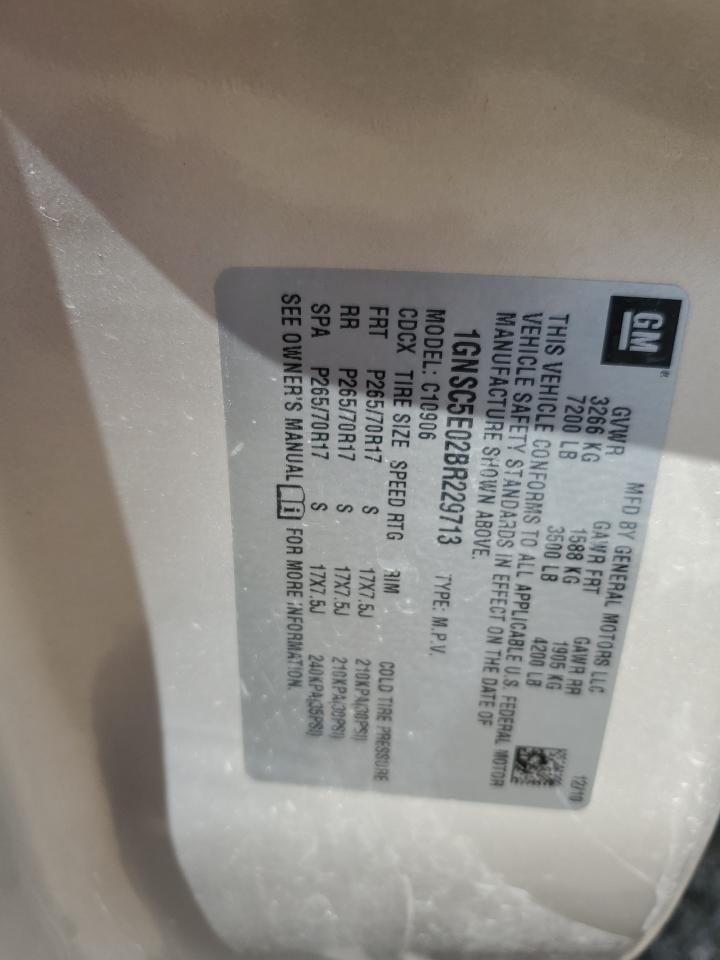 GM ®
MFD BY GENERAL MOTORS LLC 12/10
GVWR GAWR FRT GAWR RR
3266 KG 1588 KG 1905 KG
7200 LB 3500 LB 4200 LB
THIS VEHICLE CONFORMS TO ALL APPLICABLE U.S. FEDERAL MOTOR
VEHICLE SAFETY STANDARDS IN EFFECT ON THE DATE OF
MANUFACTURE SHOWN ABOVE.
1GNSC5E02BR229713 TYPE: M.P.V.
MODEL: C10906
CDCX TIRE SIZE SPEED RTG RIM COLD TIRE PRESSURE
FRT P265/70R17 S 17X7.5J 210KPA(30PSI)
RR P265/70R17 S 17X7.5J 210KPA(30PSI)
SPA P265/70R17 S 17X7.5J 240KPA(35PSI)
SEE OWNER'S MANUAL FOR MORE INFORMATION.